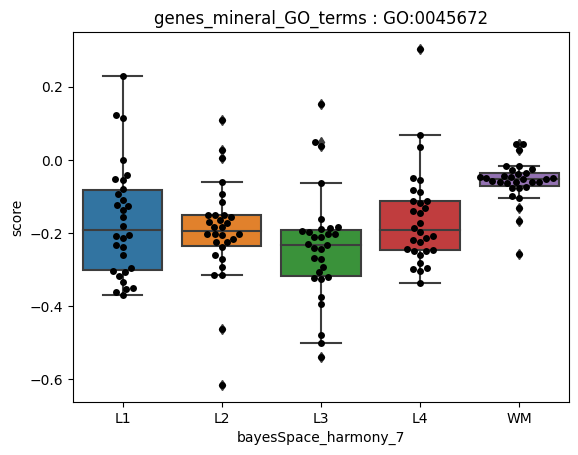 genes_mineral_GO_terms : GO:0045672
score
0.2
0.0
−0.2
−0.4
−0.6
L1 L2 L3 L4 WM
bayesSpace_harmony_7